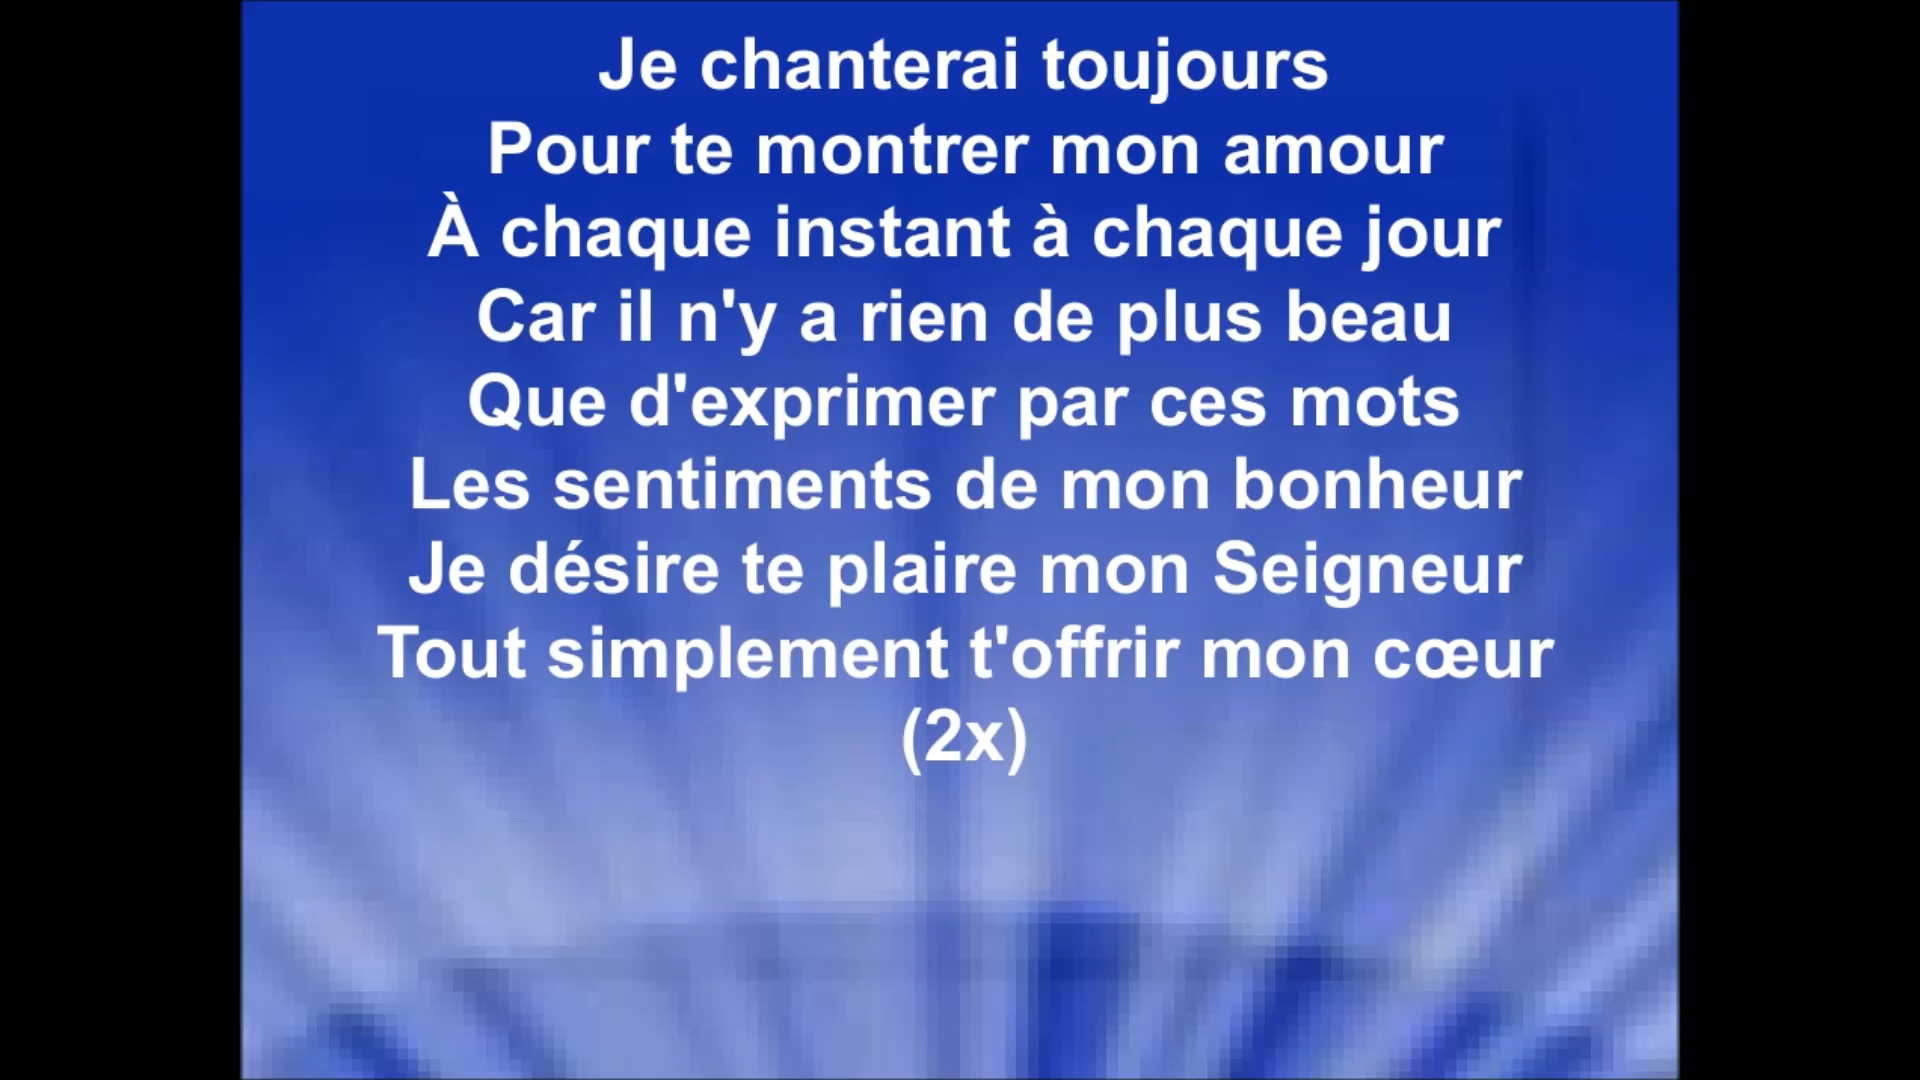 Je chanterai toujours
Pour te montrer mon amour
À chaque instant à chaque jour
Car il n'y a rien de plus beau
Que d'exprimer par ces mots
Les sentiments de mon bonheur
Je désire te plaire mon Seigneur
Tout simplement t'offrir mon cœur
(2x)